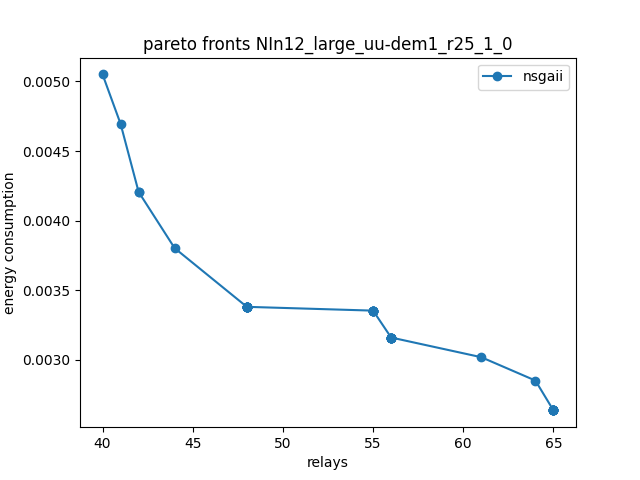 pareto fronts NIn12_large_uu-dem1_r25_1_0
nsgaii
energy consumption
0.0050
0.0045
0.0040
0.0035
0.0030
40 45 50 55 60 65
relays